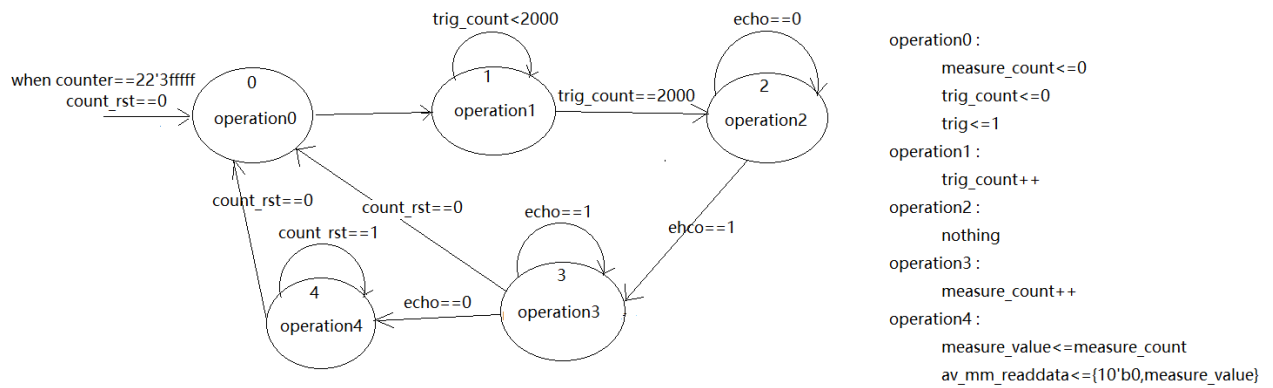 trig_count<2000
echo==0
when counter==22'3fffff
count_rst==0
0
operation0
1
operation1
trig_count==2000
2
operation2
count_rst==0
count_rst==0
echo==1
ehco==1
count_rst==1
3
operation3
4
operation4
echo==0
operation0 :
measure_count<=0
trig_count<=0
trig<=1
operation1 :
trig_count++
operation2 :
nothing
operation3 :
measure_count++
operation4 :
measure_value<=measure_count
av_mm_readdata<={10'b0,measure_value}